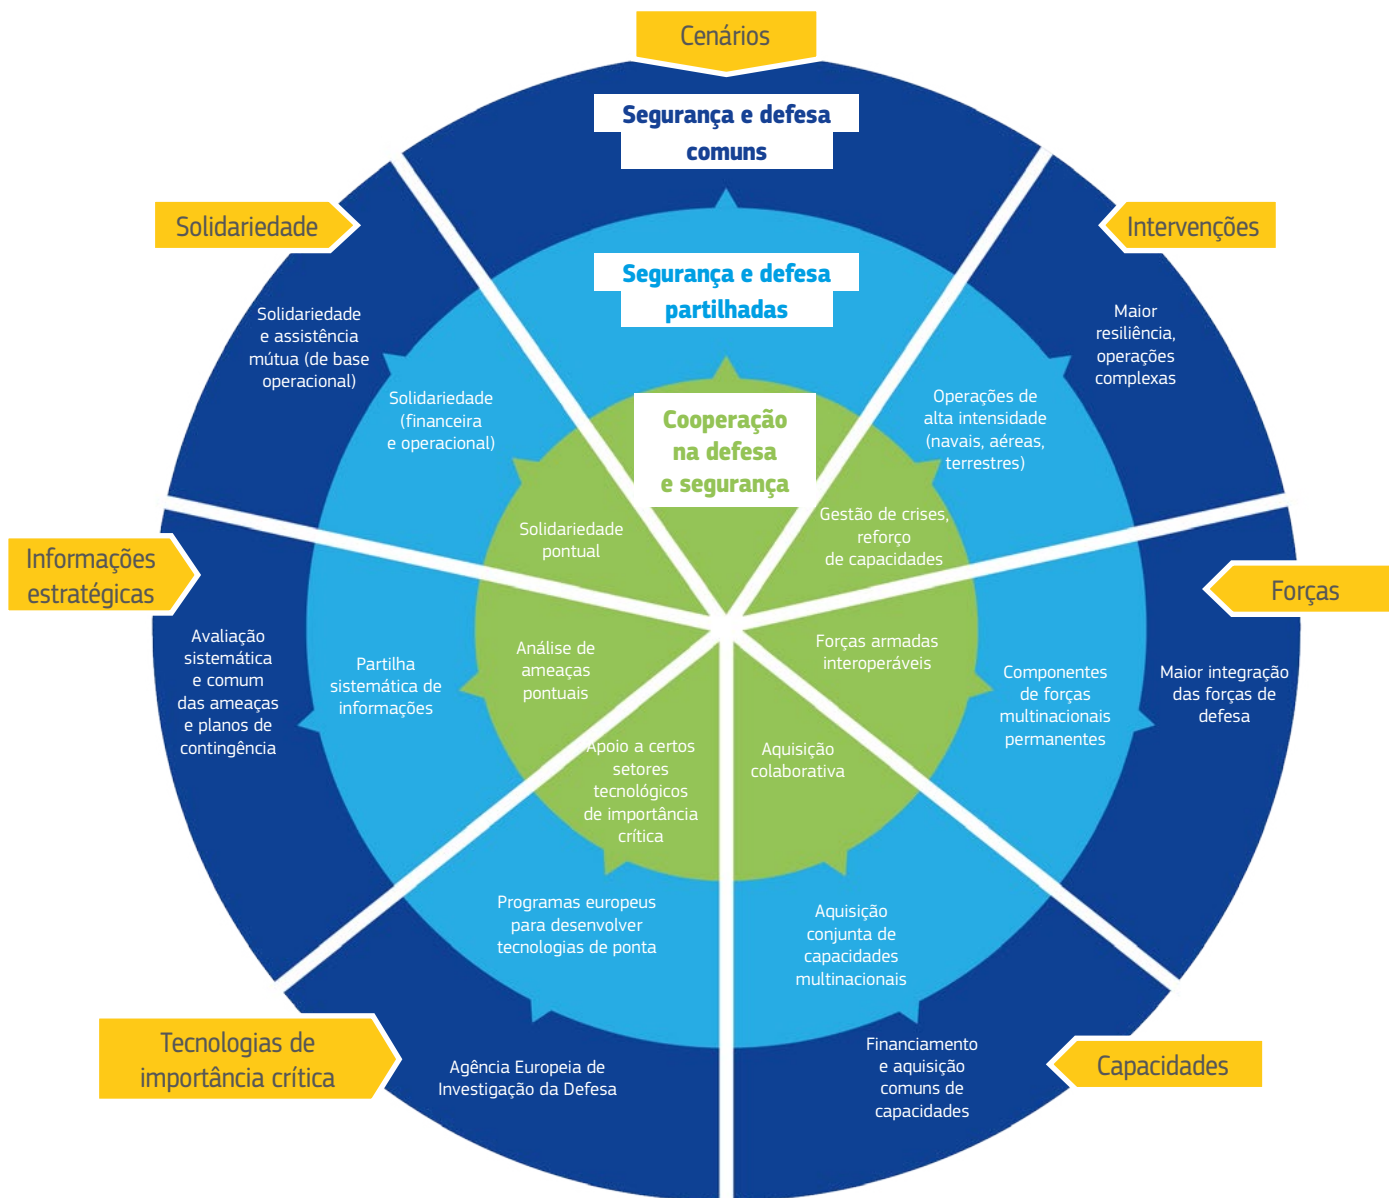 Cenários
Segurança e defesa
comuns
Segurança e defesa
partilhadas
Cooperação
na defesa
e segurança
Intervenções
Maior
resiliência,
operações
complexas
Operações de
alta intensidade
(navais, aéreas,
terrestres)
Gestão de crises,
reforço
de capacidades
Forças
Maior integração
das forças de
defesa
Componentes
de forças
multinacionais
permanentes
Forças armadas
interoperáveis
Capacidades
Financiamento
e aquisição
comuns de
capacidades
Aquisição
conjunta de
capacidades
multinacionais
Aquisição
colaborativa
Tecnologias de
importância crítica
Agência Europeia de
Investigação da Defesa
Programas europeus
para desenvolver
tecnologias de ponta
Apoio a certos
setores
tecnológicos
de importância
crítica
Informações
estratégicas
Avaliação
sistemática
e comum
das ameaças
e planos de
contingência
Partilha
sistemática de
informações
Análise de
ameaças
pontuais
Solidariedade
Solidariedade
e assistência
mútua (de base
operacional)
Solidariedade
(financeira
e operacional)
Solidariedade
pontual